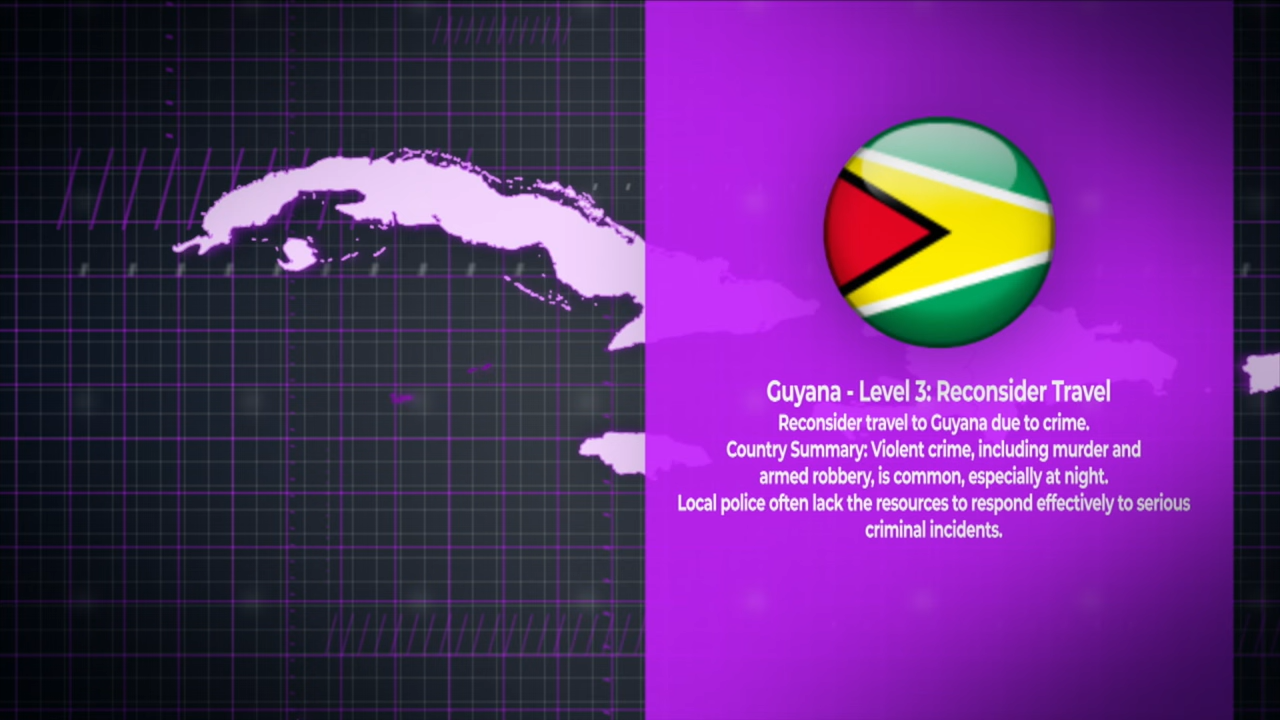 Guyana - Level 3: Reconsider Travel
Reconsider travel to Guyana due to crime.
Country Summary: Violent crime, including murder and
armed robbery, is common, especially at night.
Local police often lack the resources to respond effectively to serious
criminal incidents.